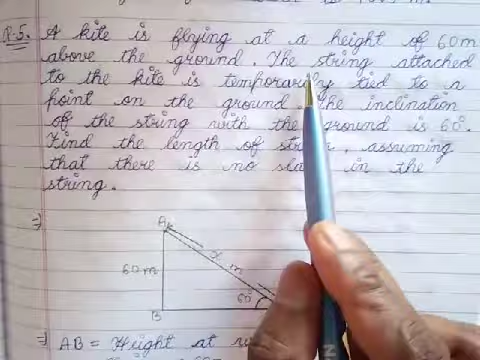 Q.5. A kite is flying at a height of 60m
above the ground. The string attached
to the kite is temporarily tied to a
point on the ground. The inclination
of the string with the ground is 60°.
Find the length of string, assuming
that there is no slack in the
string.
⇒
A
x m
60 m
60°
B
⇒ AB = Height at